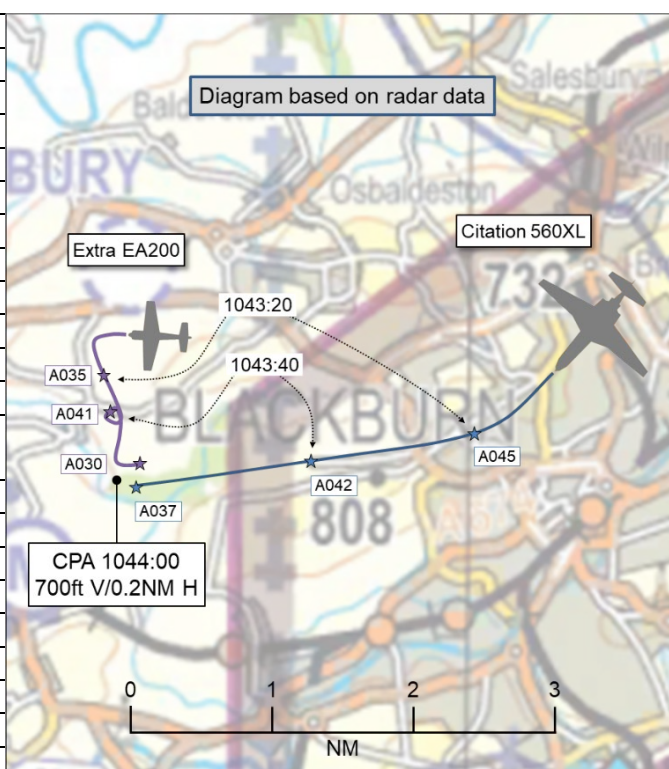 Diagram based on radar data
Salesbury
BURY
Osbaldeston
Citation 560XL
Extra EA200
732
1043:20
A035
1043:40
A041
BLACKBURN
A045
A030
A042
A037
808
CPA 1044:00
700ft V/0.2NM H
0 1 2 3
NM